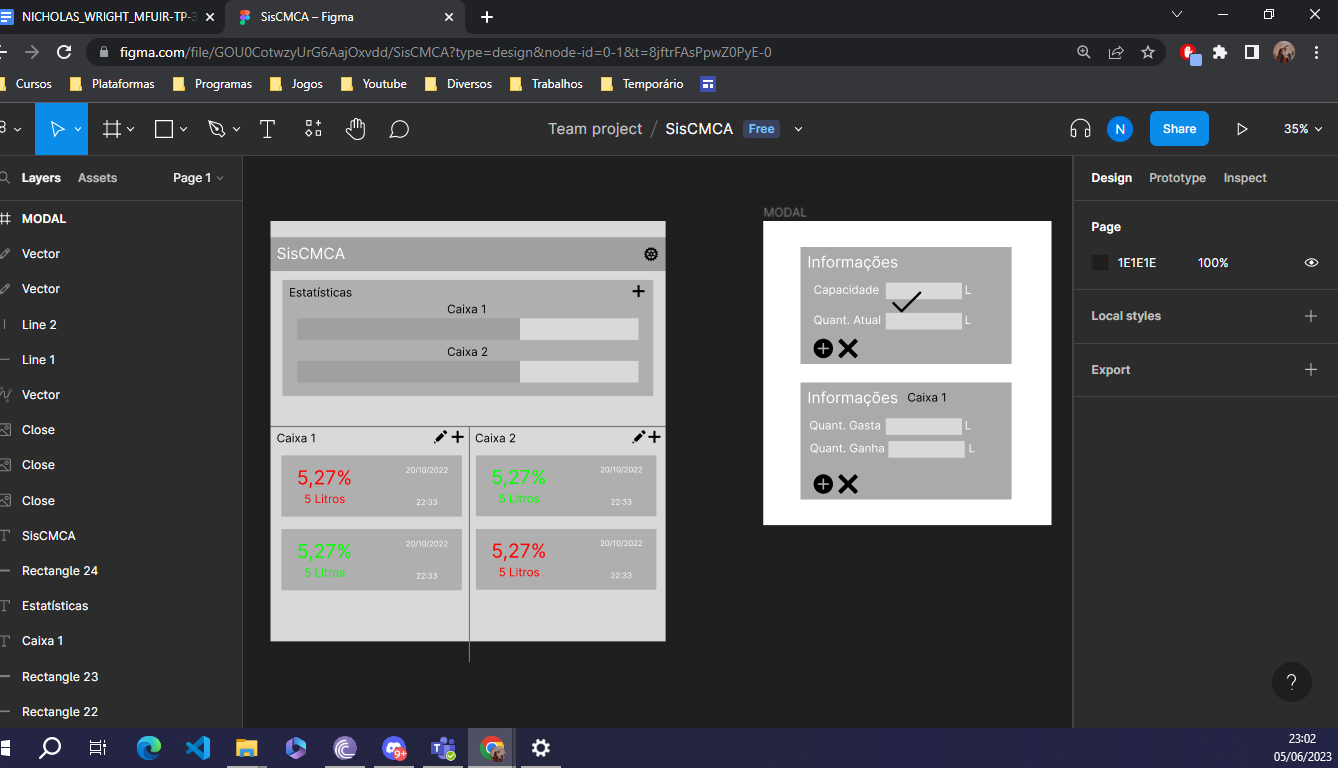 NICHOLAS_WRIGHT_MFUIR-TP-3
SisCMCA – Figma
figma.com/file/GOU0CotwzyUrG6AajOxvdd/SisCMCA?type=design&node-id=0-1&t=8jftrFAsPpwZ0PyE-0
Cursos Plataformas Programas Jogos Youtube Diversos Trabalhos Temporário
Team project / SisCMCA Free
N Share 35%
Layers Assets Page 1
MODAL
Vector
Vector
Line 2
Line 1
Vector
Close
Close
Close
SisCMCA
Rectangle 24
Estatísticas
Caixa 1
Rectangle 23
Rectangle 22
SisCMCA
Estatísticas
Caixa 1
Caixa 2
Caixa 1
5,27% 20/10/2022
5 Litros 22:33
5,27% 20/10/2022
5 Litros 22:33
Caixa 2
5,27% 20/10/2022
5 Litros 22:33
5,27% 20/10/2022
5 Litros 22:33
MODAL
Informações
Capacidade L
Quant. Atual L
Informações Caixa 1
Quant. Gasta L
Quant. Ganha L
Design Prototype Inspect
Page
1E1E1E 100%
Local styles
Export
?
9+
23:02
05/06/2023